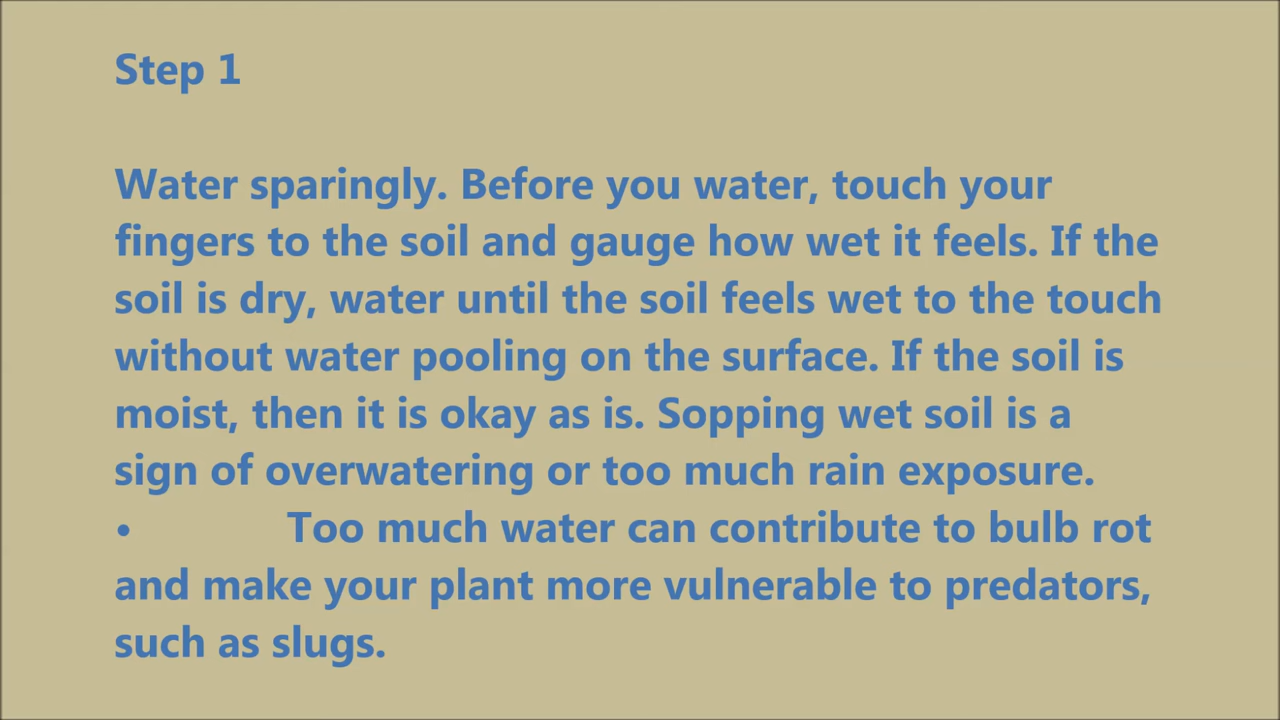 Step 1
Water sparingly. Before you water, touch your
fingers to the soil and gauge how wet it feels. If the
soil is dry, water until the soil feels wet to the touch
without water pooling on the surface. If the soil is
moist, then it is okay as is. Sopping wet soil is a
sign of overwatering or too much rain exposure.
• Too much water can contribute to bulb rot
and make your plant more vulnerable to predators,
such as slugs.